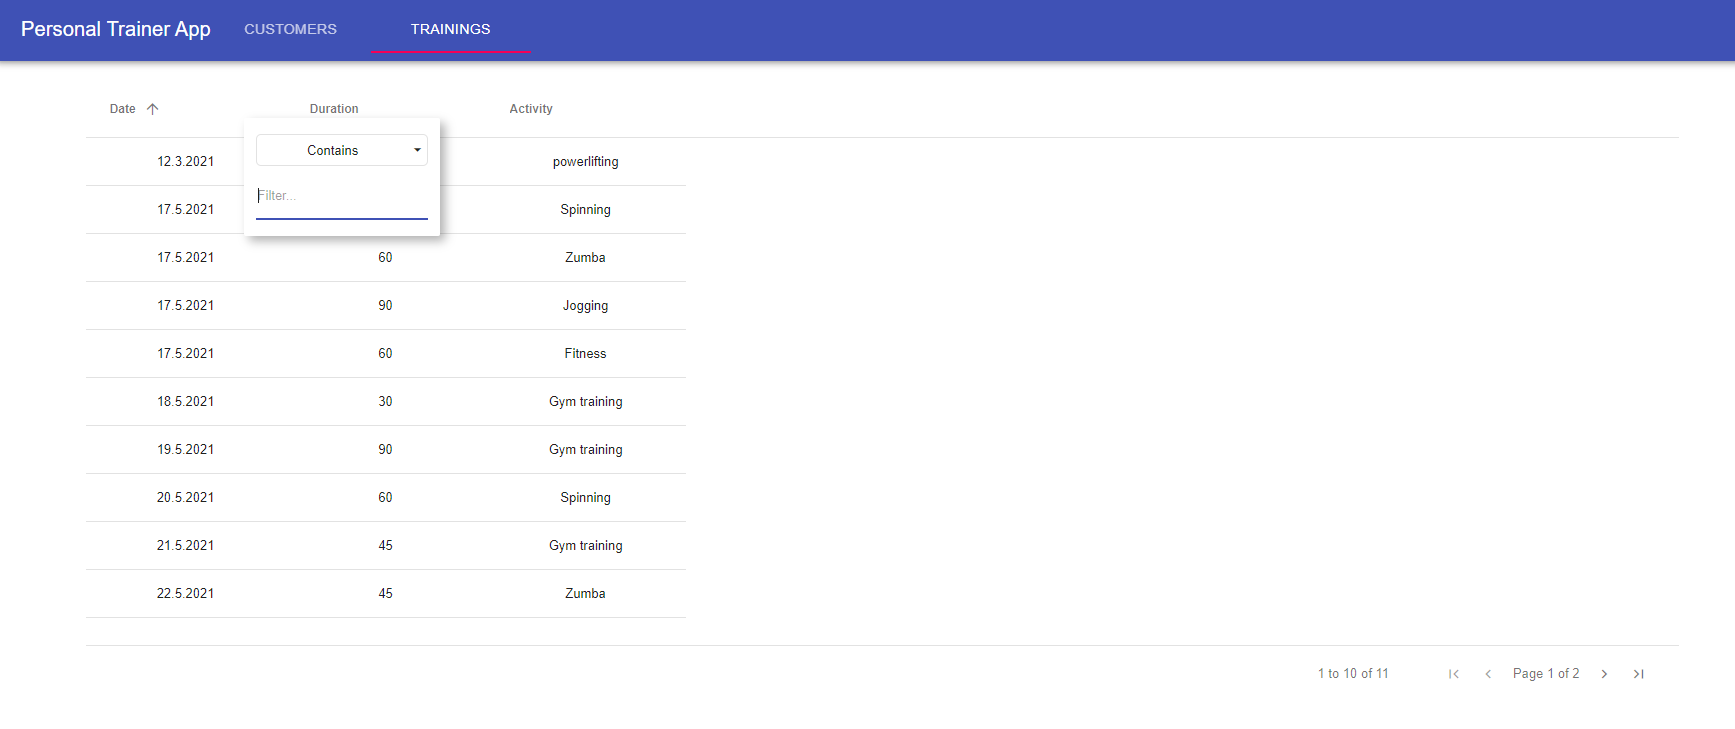 Personal Trainer App CUSTOMERS TRAININGS
Date Duration Activity
Contains
Filter...
12.3.2021 powerlifting
17.5.2021 Spinning
17.5.2021 60 Zumba
17.5.2021 90 Jogging
17.5.2021 60 Fitness
18.5.2021 30 Gym training
19.5.2021 90 Gym training
20.5.2021 60 Spinning
21.5.2021 45 Gym training
22.5.2021 45 Zumba
1 to 10 of 11 Page 1 of 2